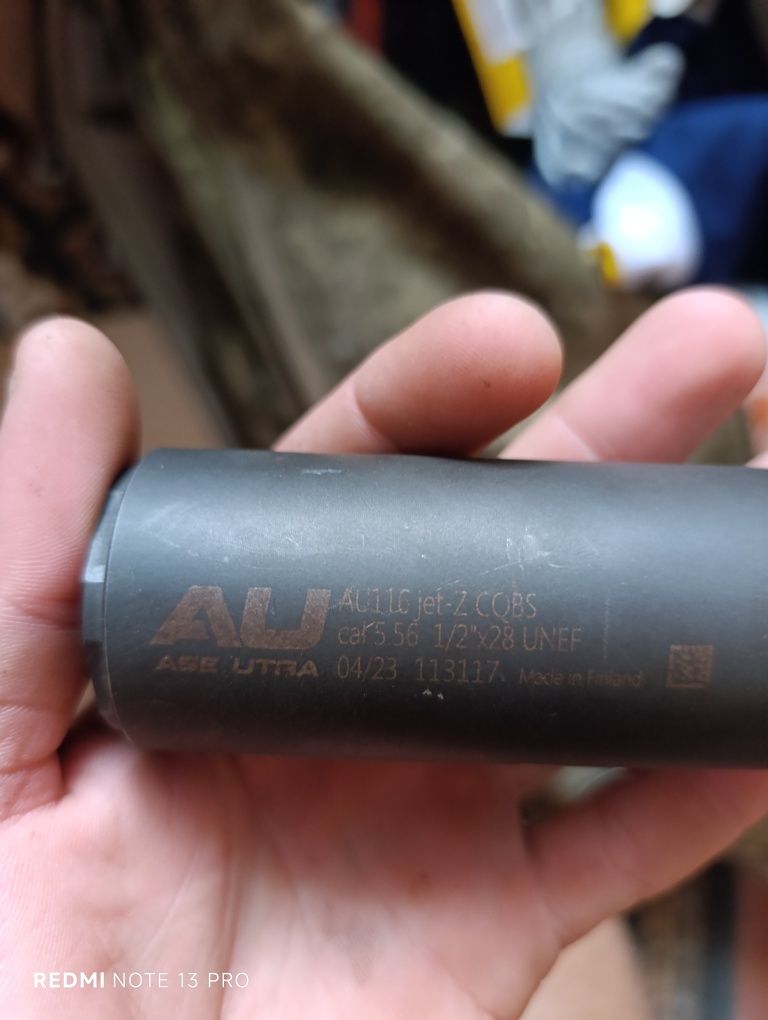 AU
ASE UTRA
AU116 jet-Z CQBS
cal 5.56 1/2"x28 UNEF
04/23 113117 Made in Finland
REDMI NOTE 13 PRO